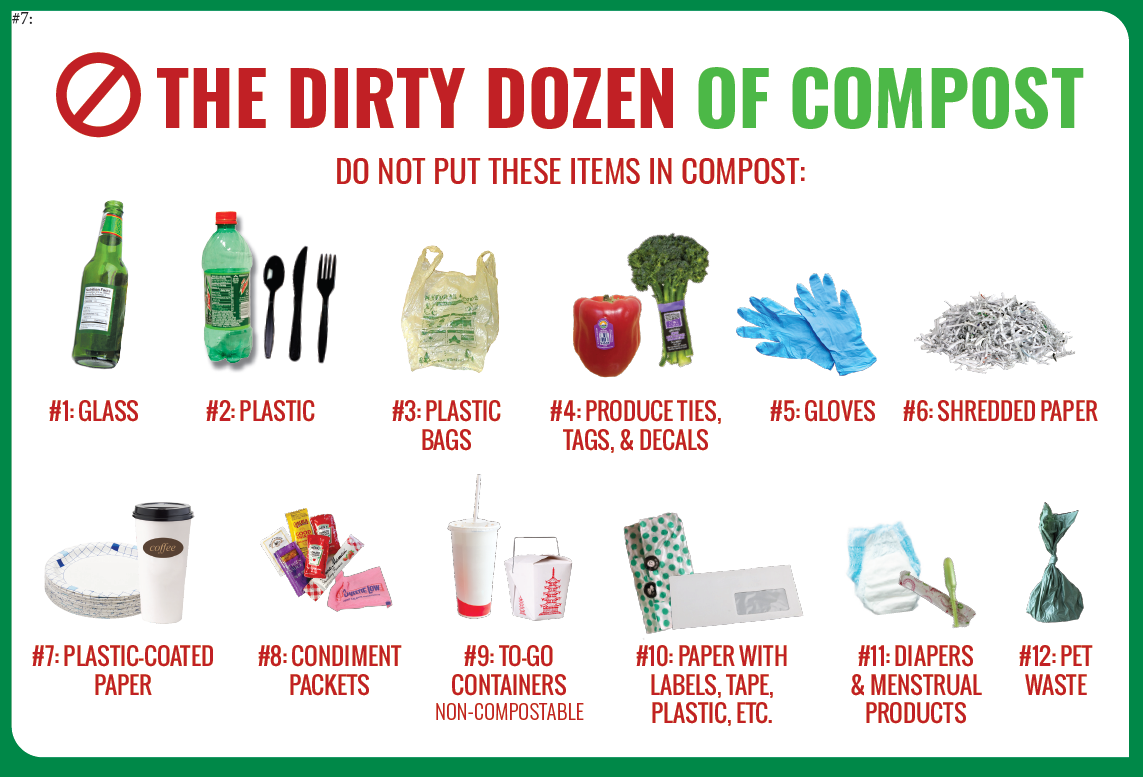 #7:
THE DIRTY DOZEN OF COMPOST
DO NOT PUT THESE ITEMS IN COMPOST:
#1: GLASS
#2: PLASTIC
#3: PLASTIC
BAGS
#4: PRODUCE TIES,
TAGS, & DECALS
#5: GLOVES
#6: SHREDDED PAPER
coffee
#7: PLASTIC-COATED
PAPER
#8: CONDIMENT
PACKETS
#9: TO-GO
CONTAINERS
NON-COMPOSTABLE
#10: PAPER WITH
LABELS, TAPE,
PLASTIC, ETC.
#11: DIAPERS
& MENSTRUAL
PRODUCTS
#12: PET
WASTE